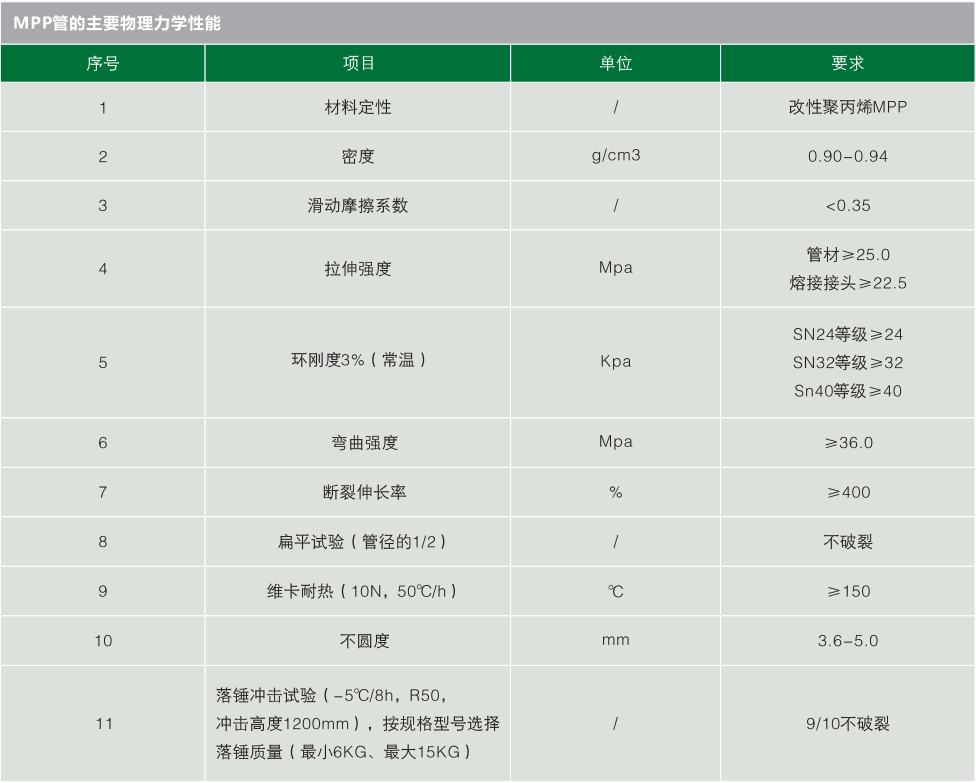 MPP管的主要物理力学性能
序号 项目 单位 要求
1 材料定性 / 改性聚丙烯MPP
2 密度 g/cm3 0.90-0.94
3 滑动摩擦系数 / <0.35
4 拉伸强度 Mpa 管材≥25.0
熔接接头≥22.5
5 环刚度3%(常温) Kpa SN24等级≥24
SN32等级≥32
Sn40等级≥40
6 弯曲强度 Mpa ≥36.0
7 断裂伸长率 % ≥400
8 扁平试验(管径的1/2) / 不破裂
9 维卡耐热(10N,50℃/h) ℃ ≥150
10 不圆度 mm 3.6-5.0
11 落锤冲击试验(-5℃/8h,R50,
冲击高度1200mm),按规格型号选择
落锤质量(最小6KG、最大15KG) / 9/10不破裂